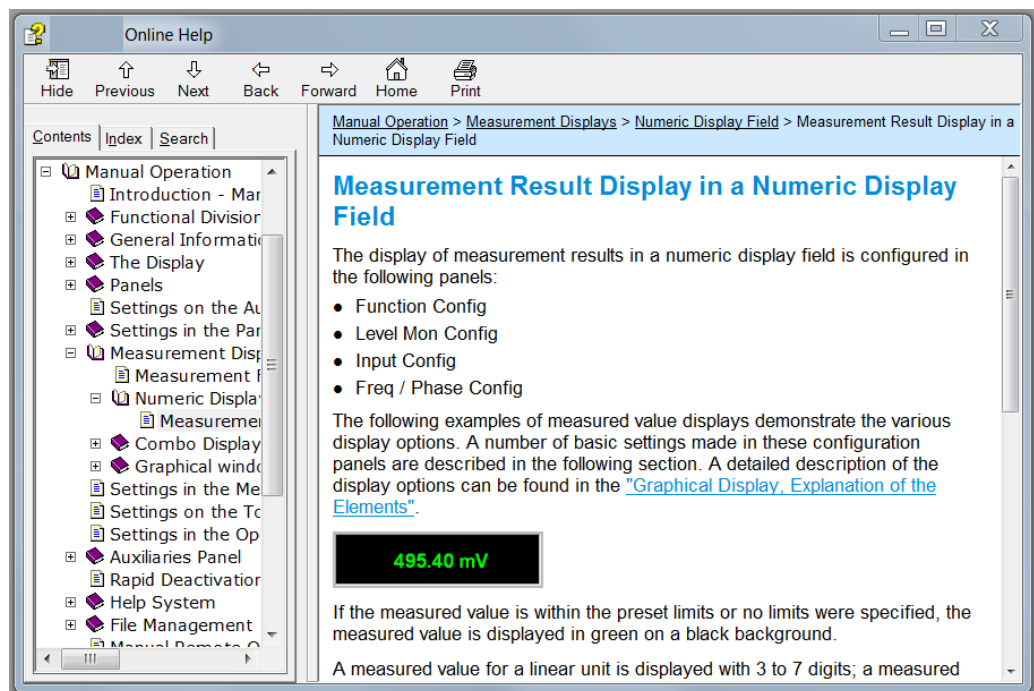 Online Help
Hide Previous Next Back Forward Home Print
Contents Index Search
Manual Operation
Introduction - Mar
Functional Division
General Informatio
The Display
Panels
Settings on the Au
Settings in the Par
Measurement Disp
Measurement F
Numeric Display
Measuremen
Combo Display
Graphical windo
Settings in the Me
Settings on the To
Settings in the Op
Auxiliaries Panel
Rapid Deactivation
Help System
File Management
Manual Remote O
Manual Operation > Measurement Displays > Numeric Display Field > Measurement Result Display in a
Numeric Display Field
Measurement Result Display in a Numeric Display
Field
The display of measurement results in a numeric display field is configured in
the following panels:
● Function Config
● Level Mon Config
● Input Config
● Freq / Phase Config
The following examples of measured value displays demonstrate the various
display options. A number of basic settings made in these configuration
panels are described in the following section. A detailed description of the
display options can be found in the "Graphical Display, Explanation of the
Elements".
495.40 mV
If the measured value is within the preset limits or no limits were specified, the
measured value is displayed in green on a black background.
A measured value for a linear unit is displayed with 3 to 7 digits; a measured